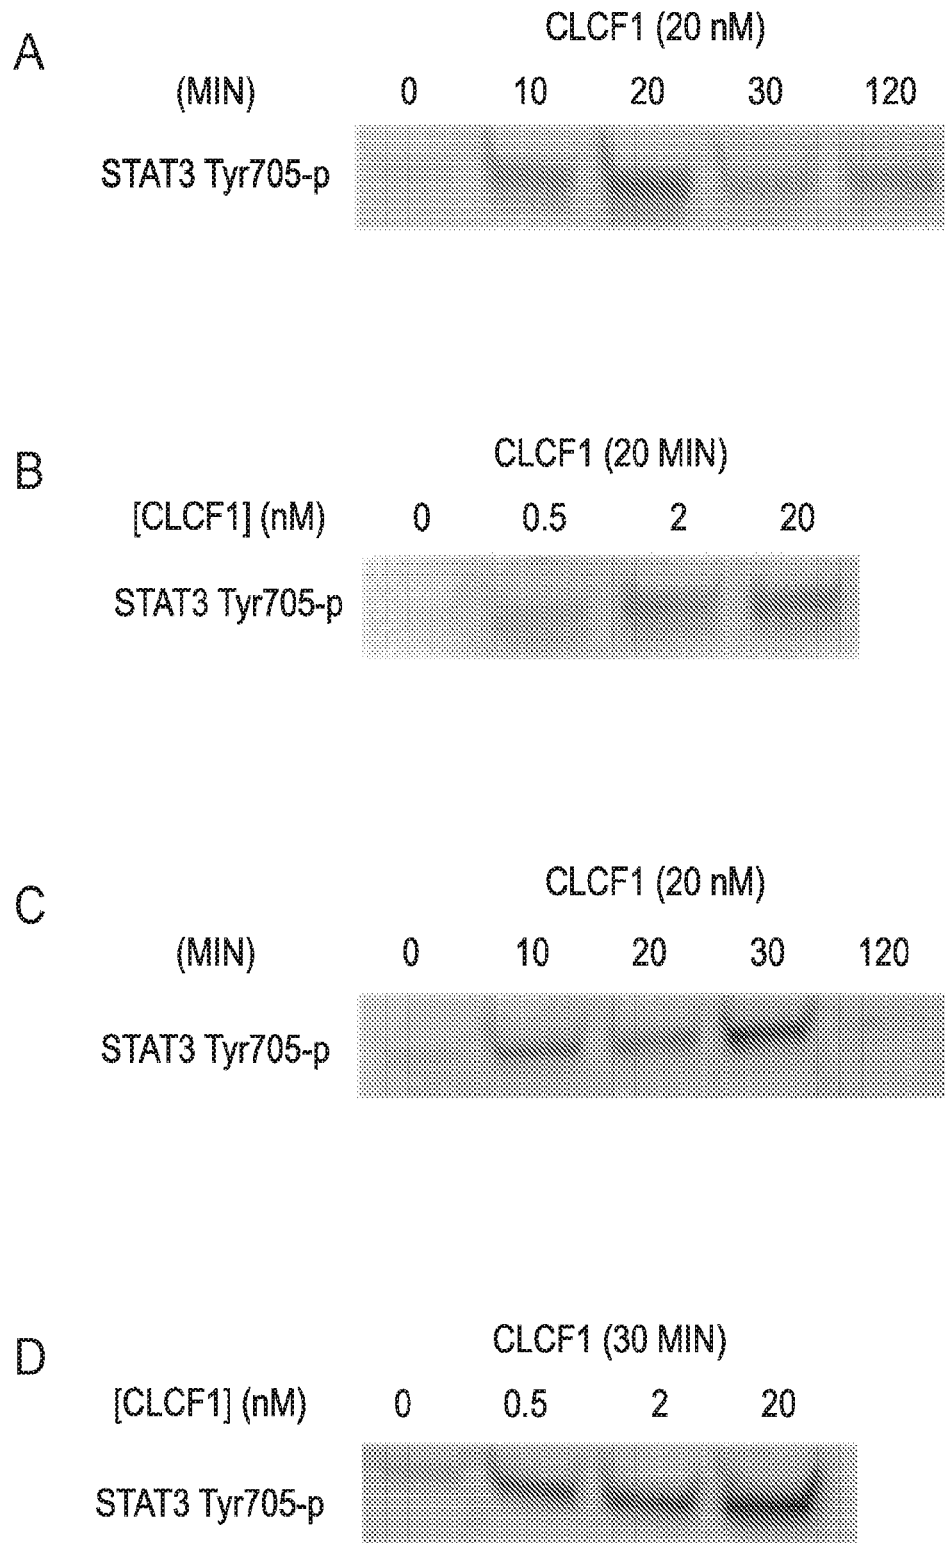 A
CLCF1 (20 nM)
(MIN) 0 10 20 30 120
STAT3 Tyr705-p
B
CLCF1 (20 MIN)
[CLCF1] (nM) 0 0.5 2 20
STAT3 Tyr705-p
C
CLCF1 (20 nM)
(MIN) 0 10 20 30 120
STAT3 Tyr705-p
D
CLCF1 (30 MIN)
[CLCF1] (nM) 0 0.5 2 20
STAT3 Tyr705-p